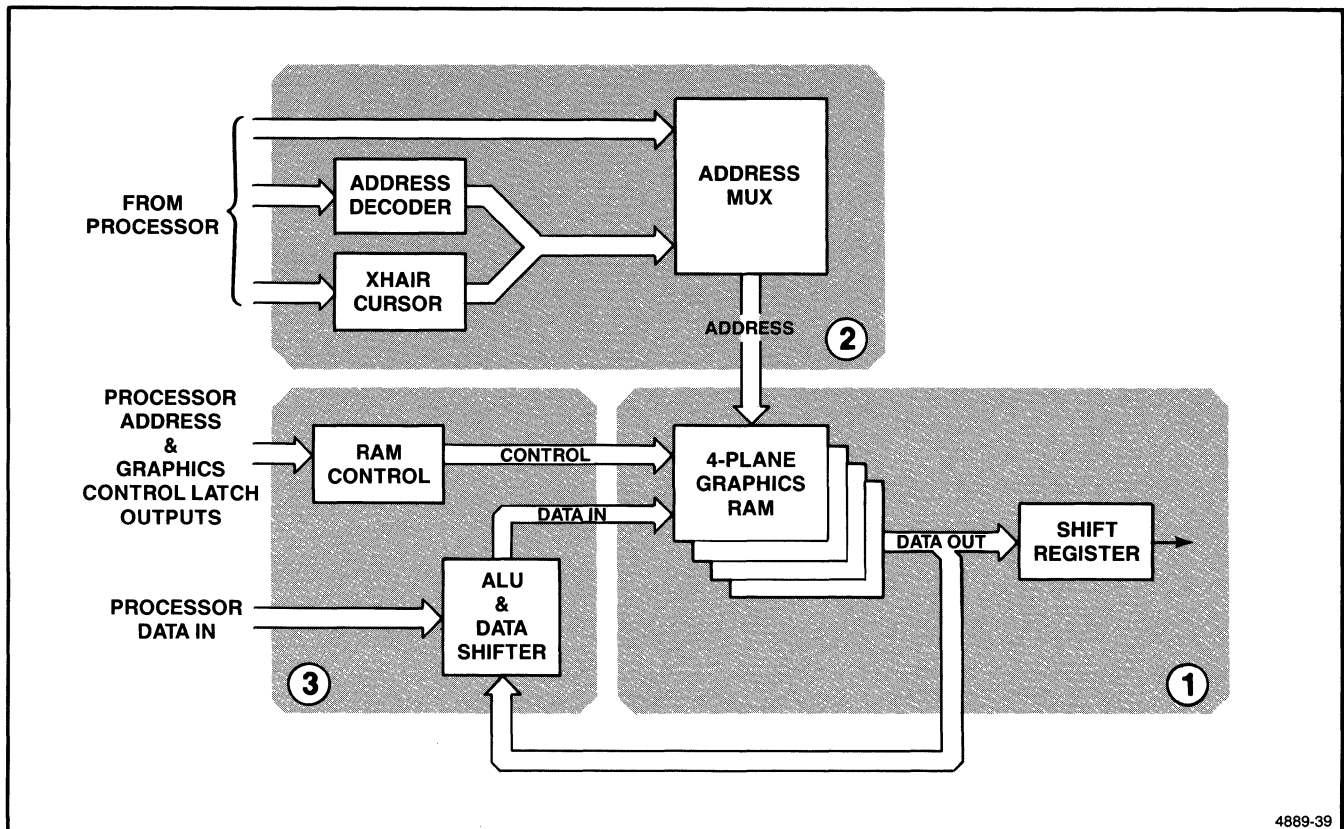 FROM
PROCESSOR
ADDRESS
DECODER
XHAIR
CURSOR
ADDRESS
MUX
ADDRESS
2
PROCESSOR
ADDRESS
&
GRAPHICS
CONTROL LATCH
OUTPUTS
RAM
CONTROL
CONTROL
DATA IN
4-PLANE
GRAPHICS
RAM
DATA OUT
SHIFT
REGISTER
PROCESSOR
DATA IN
ALU
&
DATA
SHIFTER
3
1
4889-39